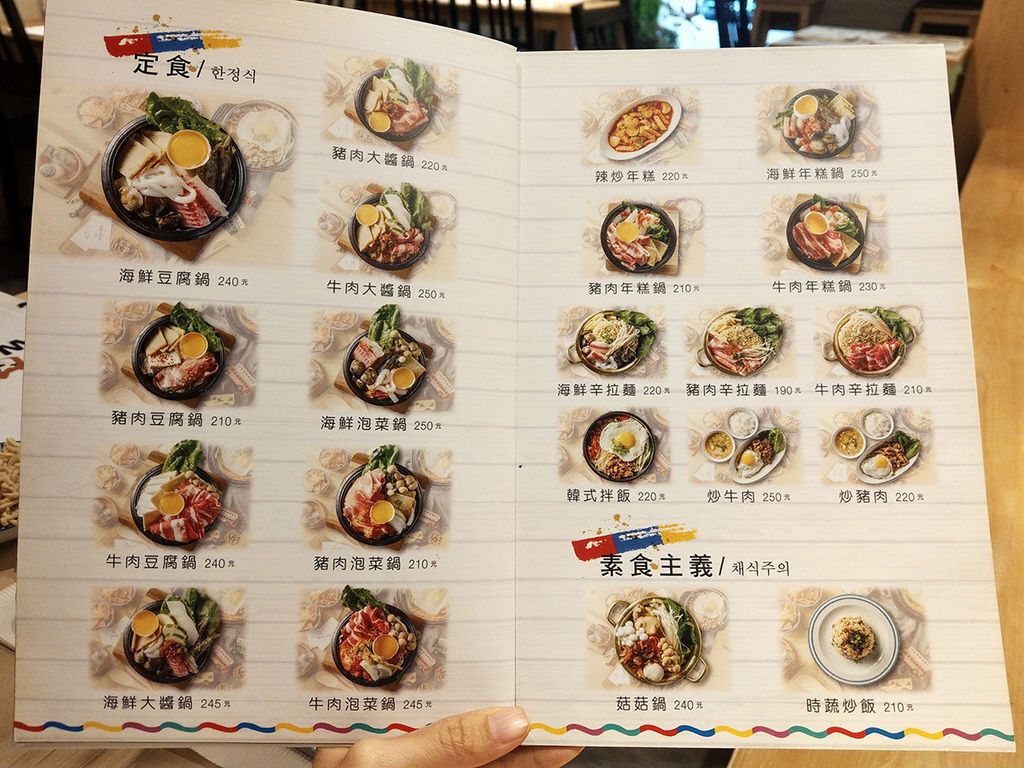 定食/한정식
海鮮豆腐鍋 240元
豬肉豆腐鍋 210元
牛肉豆腐鍋 240元
海鮮大醬鍋 245元
豬肉大醬鍋 220元
牛肉大醬鍋 250元
海鮮泡菜鍋 250元
豬肉泡菜鍋 210元
牛肉泡菜鍋 245元
辣炒年糕 220元
海鮮年糕鍋 250元
豬肉年糕鍋 210元
牛肉年糕鍋 230元
海鮮辛拉麵 220元
豬肉辛拉麵 190元
牛肉辛拉麵 210元
韓式拌飯 220元
炒牛肉 250元
炒豬肉 220元
素食主義/채식주의
菇菇鍋 240元
時蔬炒飯 210元